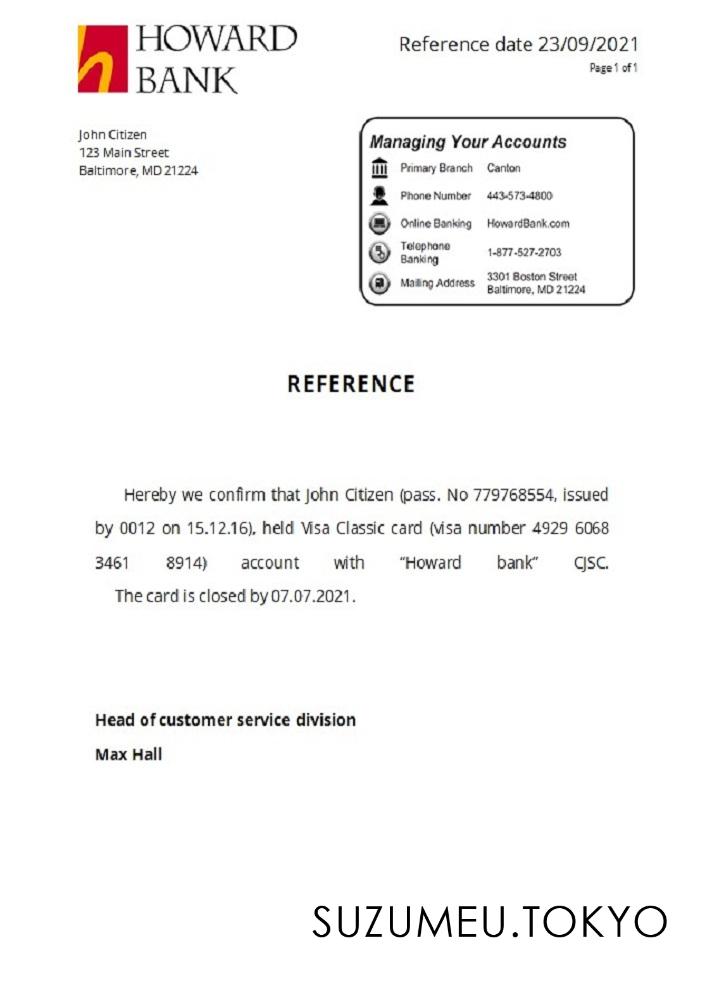 HOWARD
BANK
Reference date 23/09/2021
Page 1 of 1
John Citizen
123 Main Street
Baltimore, MD 21224
Managing Your Accounts
Primary Branch Canton
Phone Number 443-573-4800
Online Banking HowardBank.com
Telephone Banking 1-877-527-2703
Mailing Address 3301 Boston Street
Baltimore, MD 21224
REFERENCE
Hereby we confirm that John Citizen (pass. No 779768554, issued
by 0012 on 15.12.16), held Visa Classic card (visa number 4929 6068
3461 8914) account with "Howard bank" CJSC.
The card is closed by 07.07.2021.
Head of customer service division
Max Hall
SUZUMEU.TOKYO